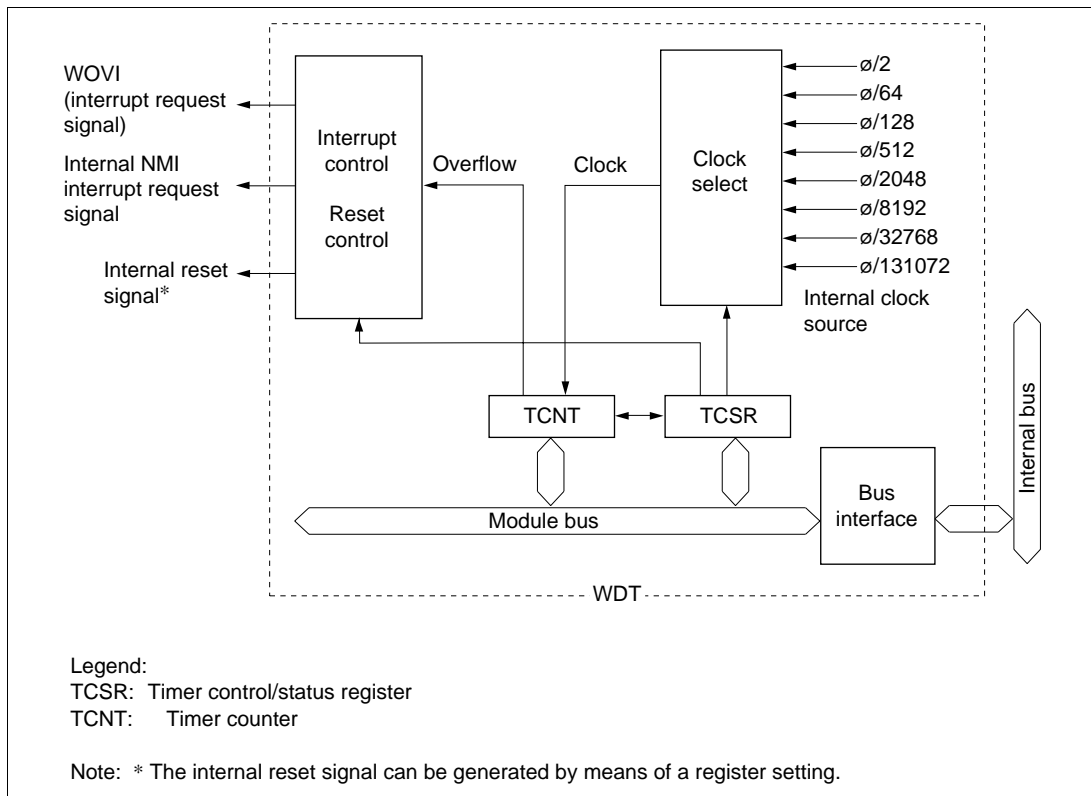 WOVI
(interrupt request
signal)
Internal NMI
interrupt request
signal
Internal reset
signal*
Interrupt
control
Reset
control
Overflow
Clock
Clock
select
ø/2
ø/64
ø/128
ø/512
ø/2048
ø/8192
ø/32768
ø/131072
Internal clock
source
TCNT
TCSR
Module bus
Bus
interface
Internal bus
WDT
Legend:
TCSR: Timer control/status register
TCNT: Timer counter
Note: * The internal reset signal can be generated by means of a register setting.